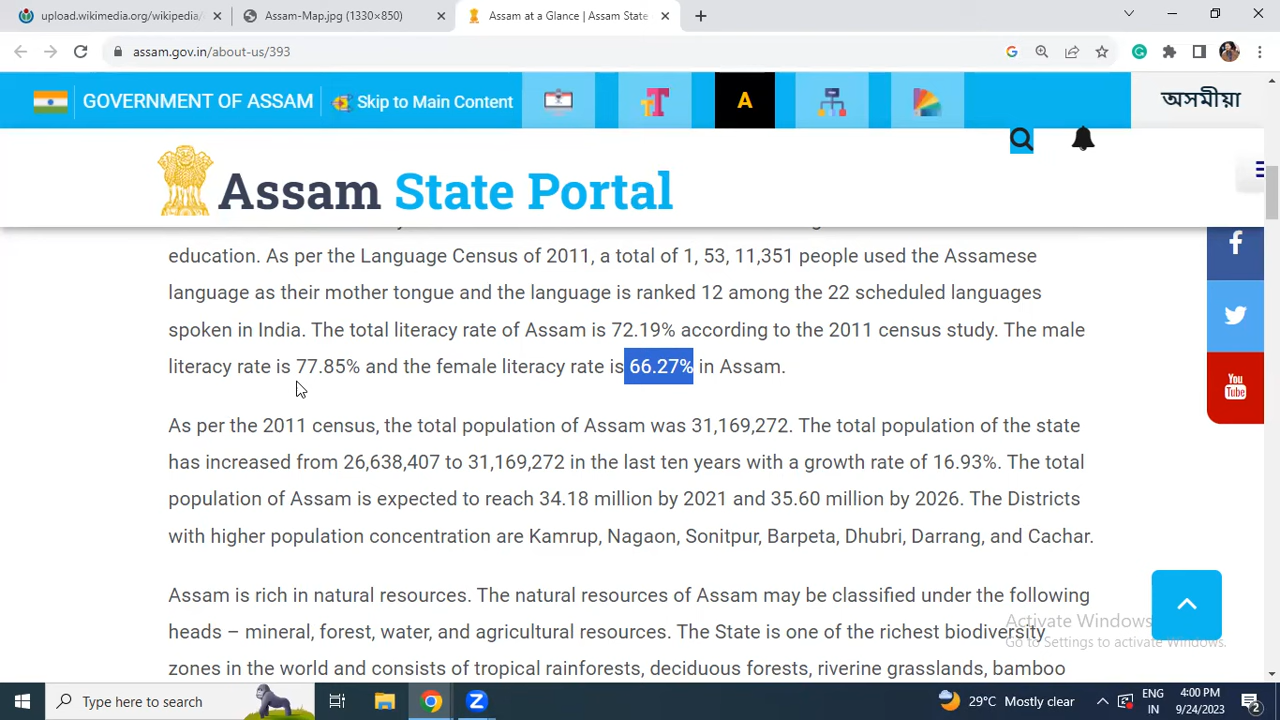 upload.wikimedia.org/wikipedia/
Assam-Map.jpg (1330×850)
Assam at a Glance | Assam State
assam.gov.in/about-us/393
GOVERNMENT OF ASSAM
Skip to Main Content
A
অসমীয়া
Assam State Portal
education. As per the Language Census of 2011, a total of 1, 53, 11,351 people used the Assamese
language as their mother tongue and the language is ranked 12 among the 22 scheduled languages
spoken in India. The total literacy rate of Assam is 72.19% according to the 2011 census study. The male
literacy rate is 77.85% and the female literacy rate is 66.27% in Assam.
As per the 2011 census, the total population of Assam was 31,169,272. The total population of the state
has increased from 26,638,407 to 31,169,272 in the last ten years with a growth rate of 16.93%. The total
population of Assam is expected to reach 34.18 million by 2021 and 35.60 million by 2026. The Districts
with higher population concentration are Kamrup, Nagaon, Sonitpur, Barpeta, Dhubri, Darrang, and Cachar.
Assam is rich in natural resources. The natural resources of Assam may be classified under the following
heads – mineral, forest, water, and agricultural resources. The State is one of the richest biodiversity
zones in the world and consists of tropical rainforests, deciduous forests, riverine grasslands, bamboo
You
Tube
Activate Windows
Go to Settings to activate Windows.
Type here to search
29°C Mostly clear
ENG
IN
4:00 PM
9/24/2023
2